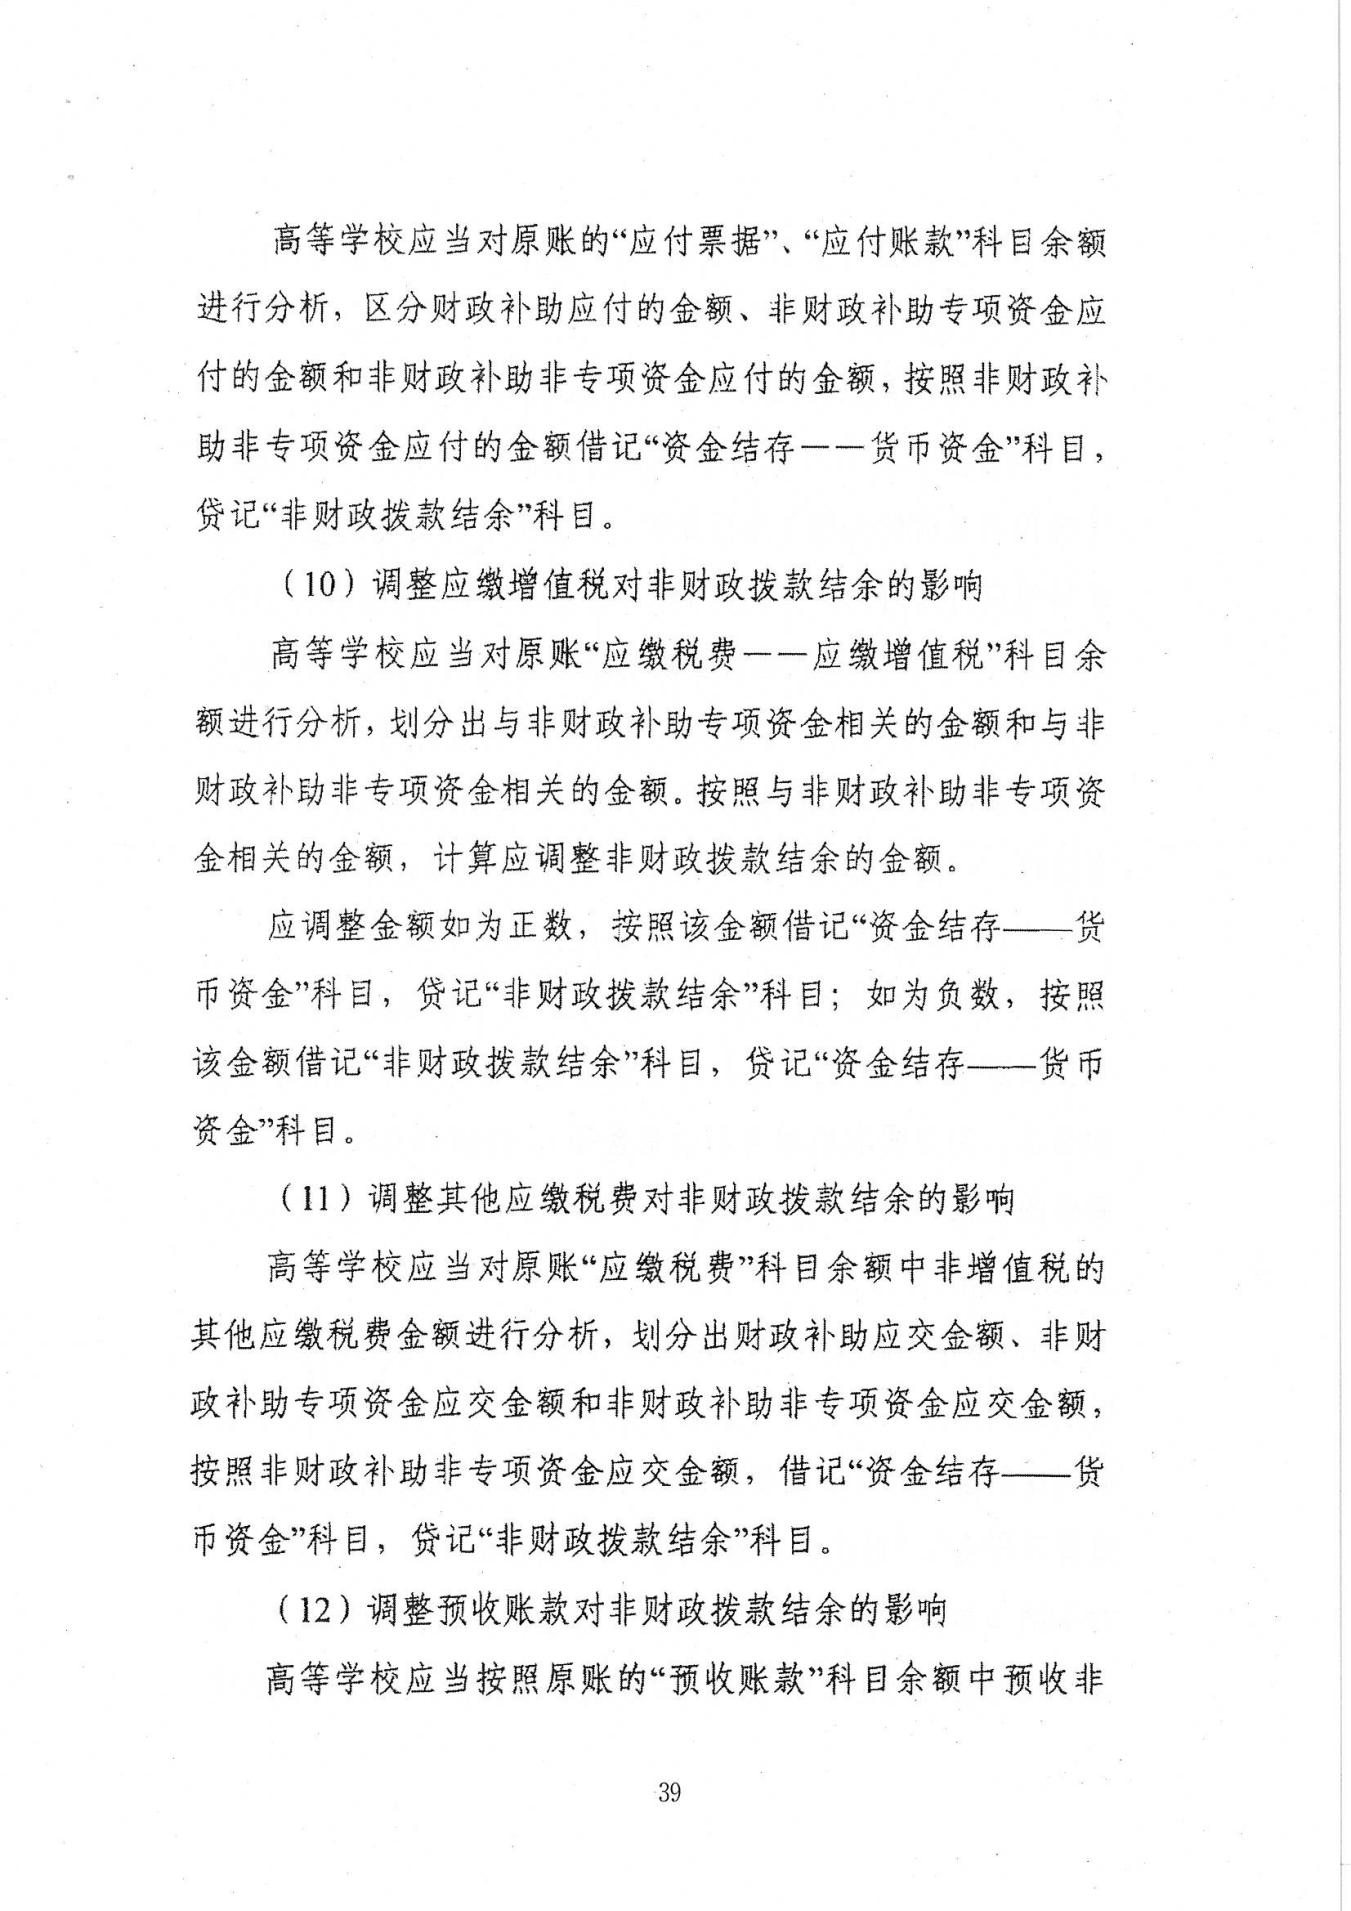 高等学校应当对原账的“应付票据”、“应付账款”科目余额
进行分析，区分财政补助应付的金额、非财政补助专项资金应
付的金额和非财政补助非专项资金应付的金额，按照非财政补
助非专项资金应付的金额借记“资金结存——货币资金”科目，
贷记“非财政拨款结余”科目。
（10）调整应缴增值税对非财政拨款结余的影响
高等学校应当对原账“应缴税费——应缴增值税”科目余
额进行分析，划分出与非财政补助专项资金相关的金额和与非
财政补助非专项资金相关的金额。按照与非财政补助非专项资
金相关的金额，计算应调整非财政拨款结余的金额。
应调整金额如为正数，按照该金额借记“资金结存——货
币资金”科目，贷记“非财政拨款结余”科目；如为负数，按照
该金额借记“非财政拨款结余”科目，贷记“资金结存——货币
资金”科目。
（11）调整其他应缴税费对非财政拨款结余的影响
高等学校应当对原账“应缴税费”科目余额中非增值税的
其他应缴税费金额进行分析，划分出财政补助应交金额、非财
政补助专项资金应交金额和非财政补助非专项资金应交金额，
按照非财政补助非专项资金应交金额，借记“资金结存——货
币资金”科目，贷记“非财政拨款结余”科目。
（12）调整预收账款对非财政拨款结余的影响
高等学校应当按照原账的“预收账款”科目余额中预收非
39